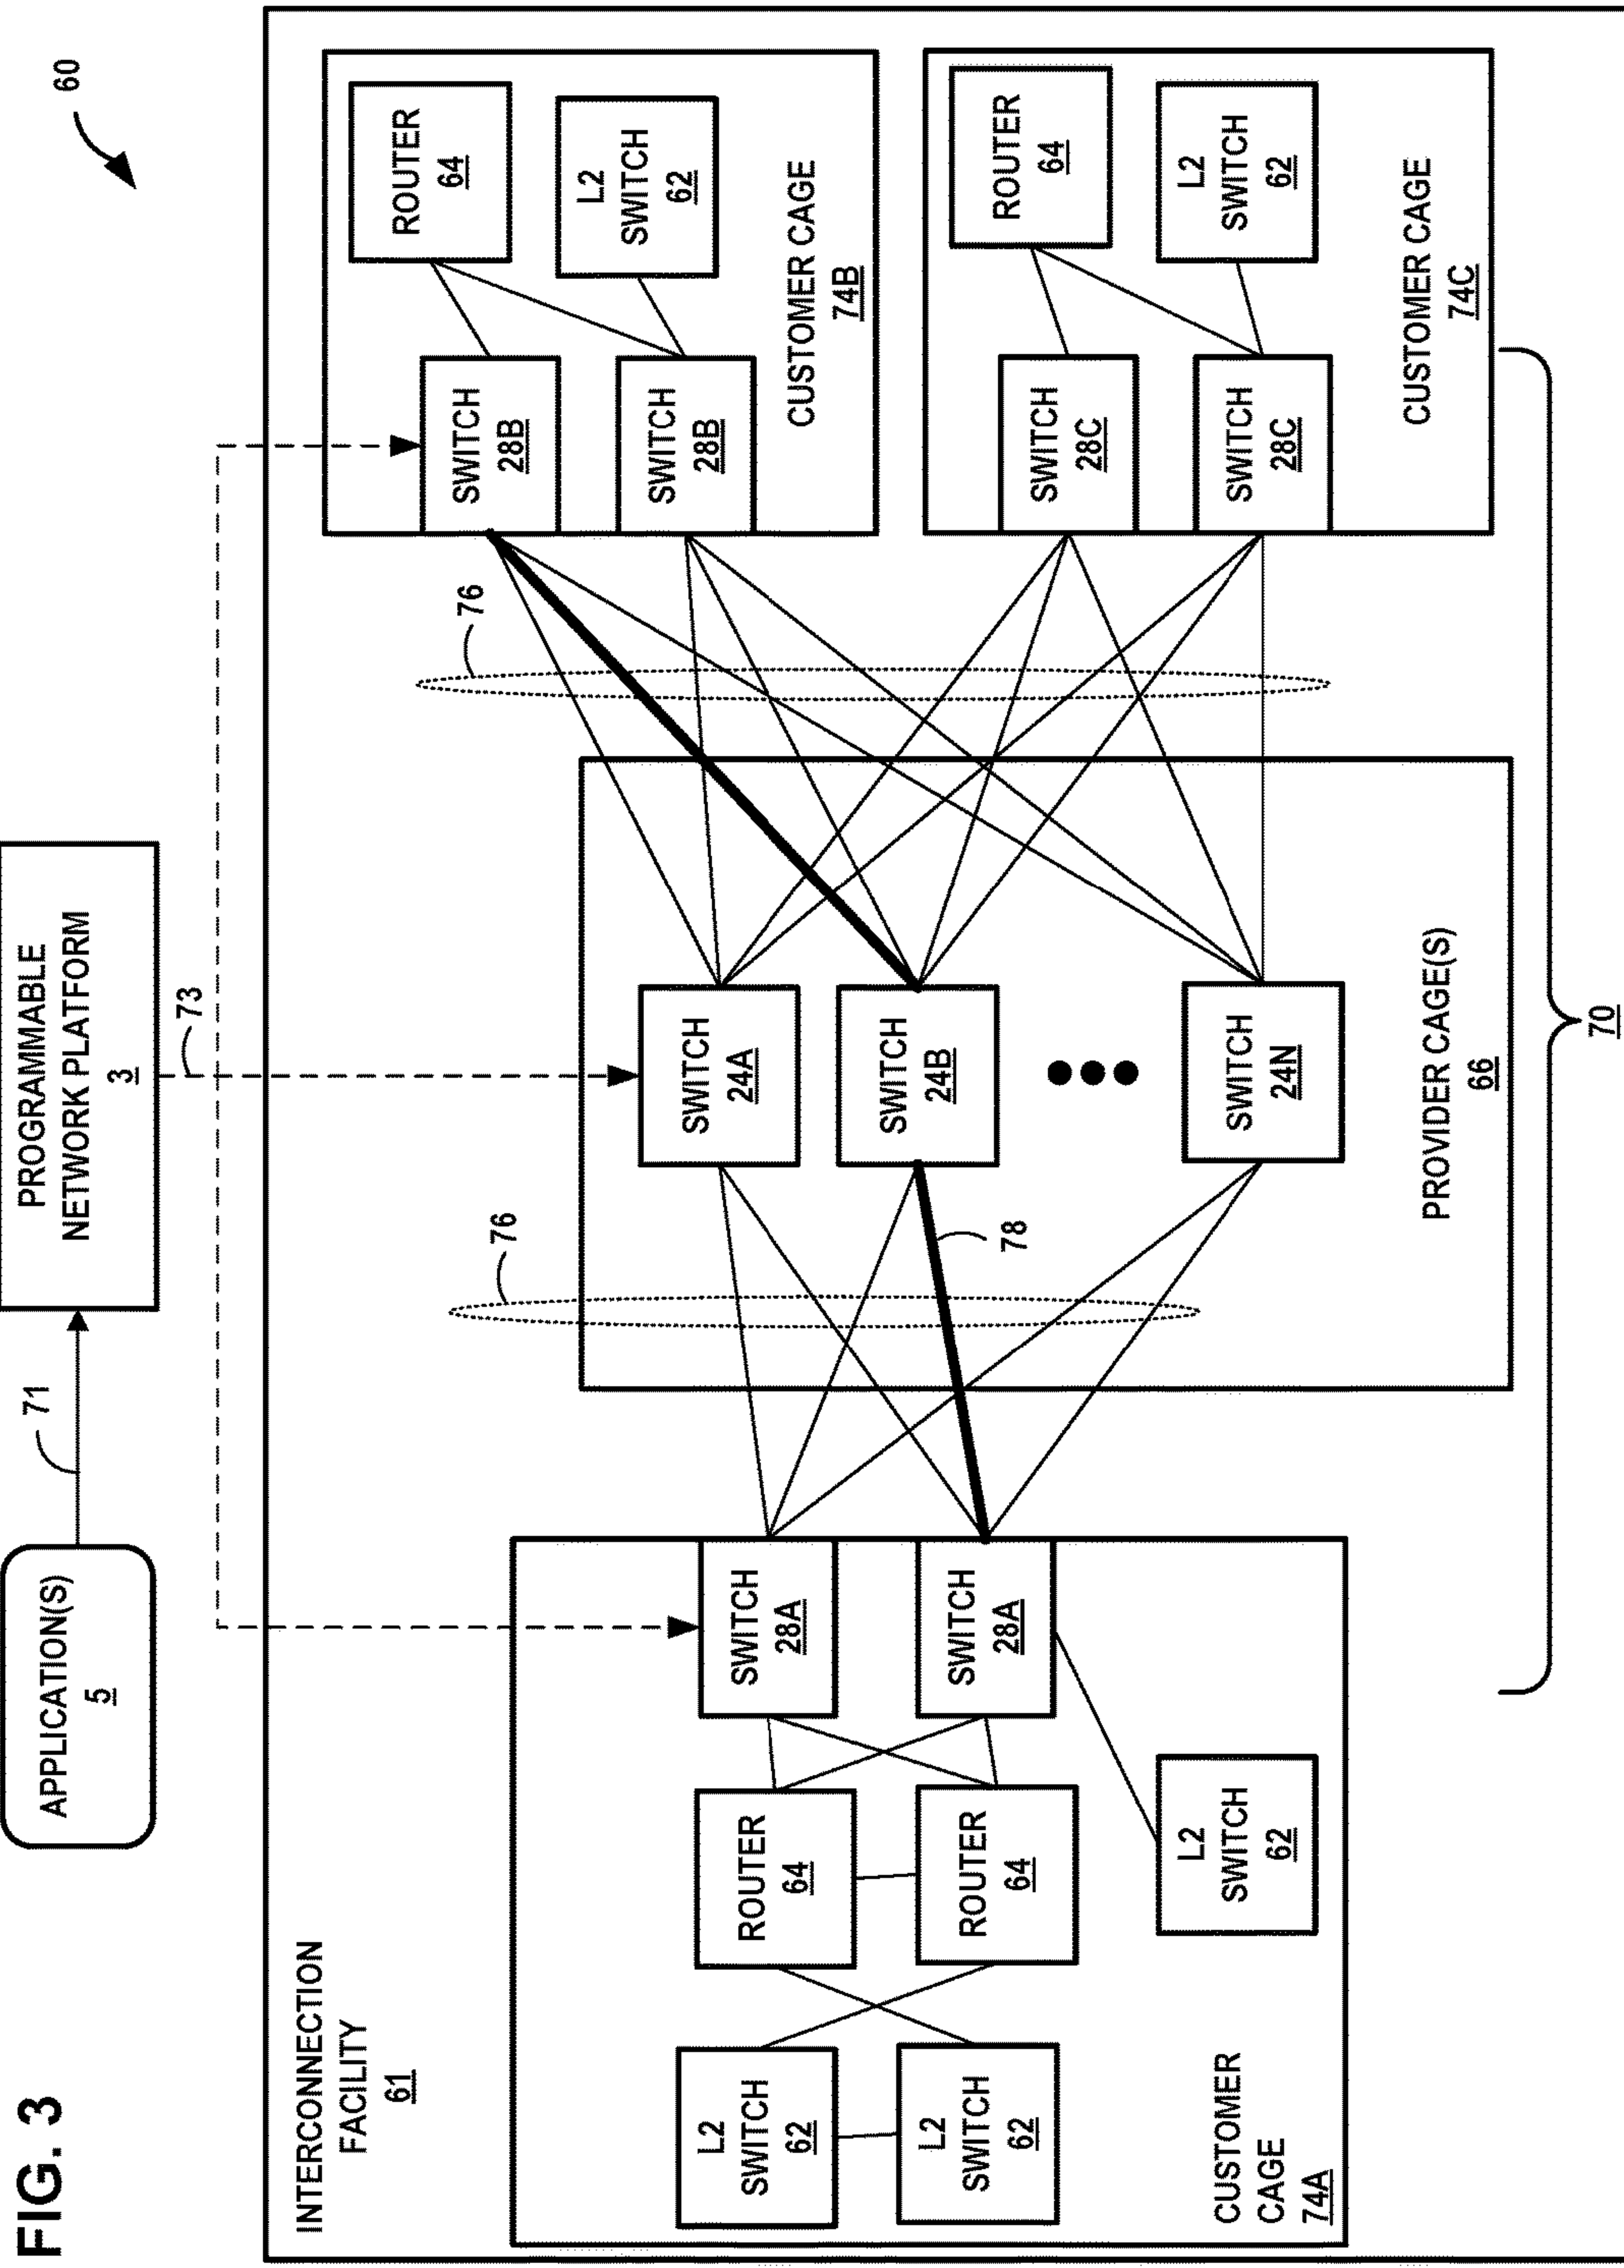 FIG. 3
60
APPLICATION(S)
5
71
PROGRAMMABLE
NETWORK PLATFORM
3
73
INTERCONNECTION
FACILITY
61
L2
SWITCH
62
L2
SWITCH
62
ROUTER
64
ROUTER
64
L2
SWITCH
62
SWITCH
28A
SWITCH
28A
CUSTOMER
CAGE
74A
76
78
SWITCH
24A
SWITCH
24B
SWITCH
24N
PROVIDER CAGE(S)
66
76
SWITCH
28B
SWITCH
28B
ROUTER
64
L2
SWITCH
62
CUSTOMER CAGE
74B
SWITCH
28C
SWITCH
28C
ROUTER
64
L2
SWITCH
62
CUSTOMER CAGE
74C
70